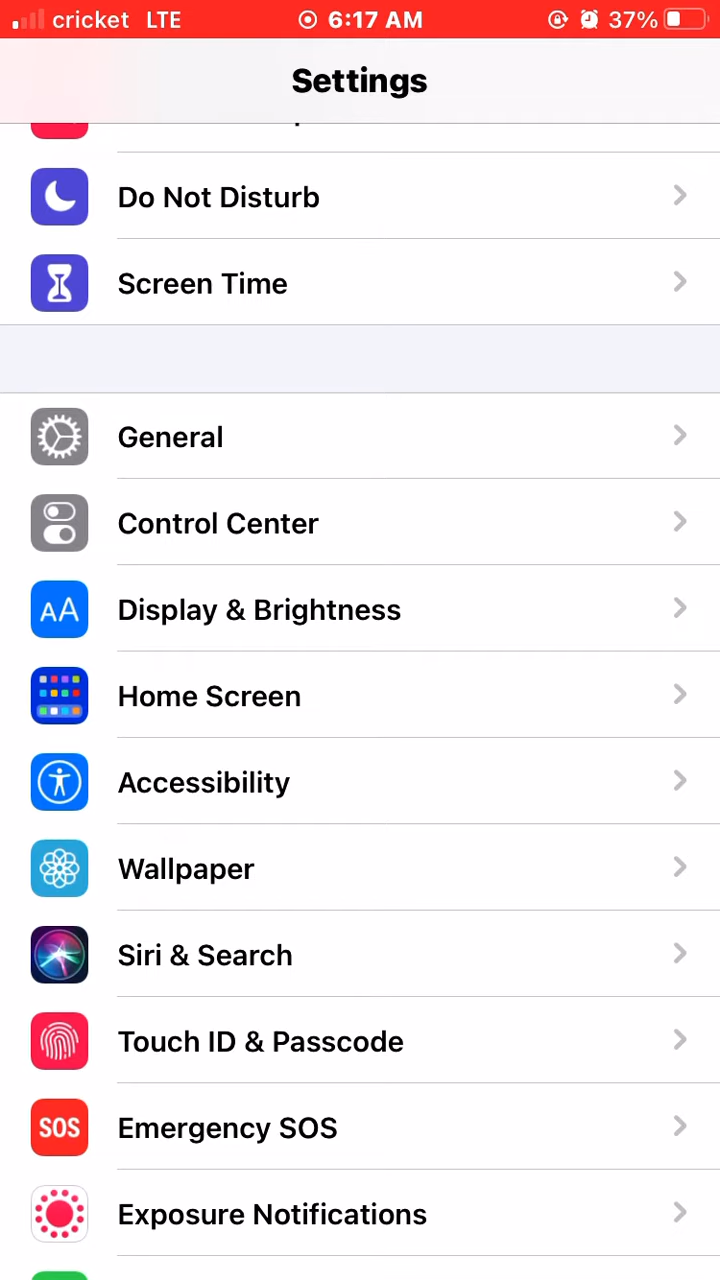 cricket LTE 6:17 AM 37%
Settings
Do Not Disturb
Screen Time
General
Control Center
AA Display & Brightness
Home Screen
Accessibility
Wallpaper
Siri & Search
Touch ID & Passcode
SOS Emergency SOS
Exposure Notifications